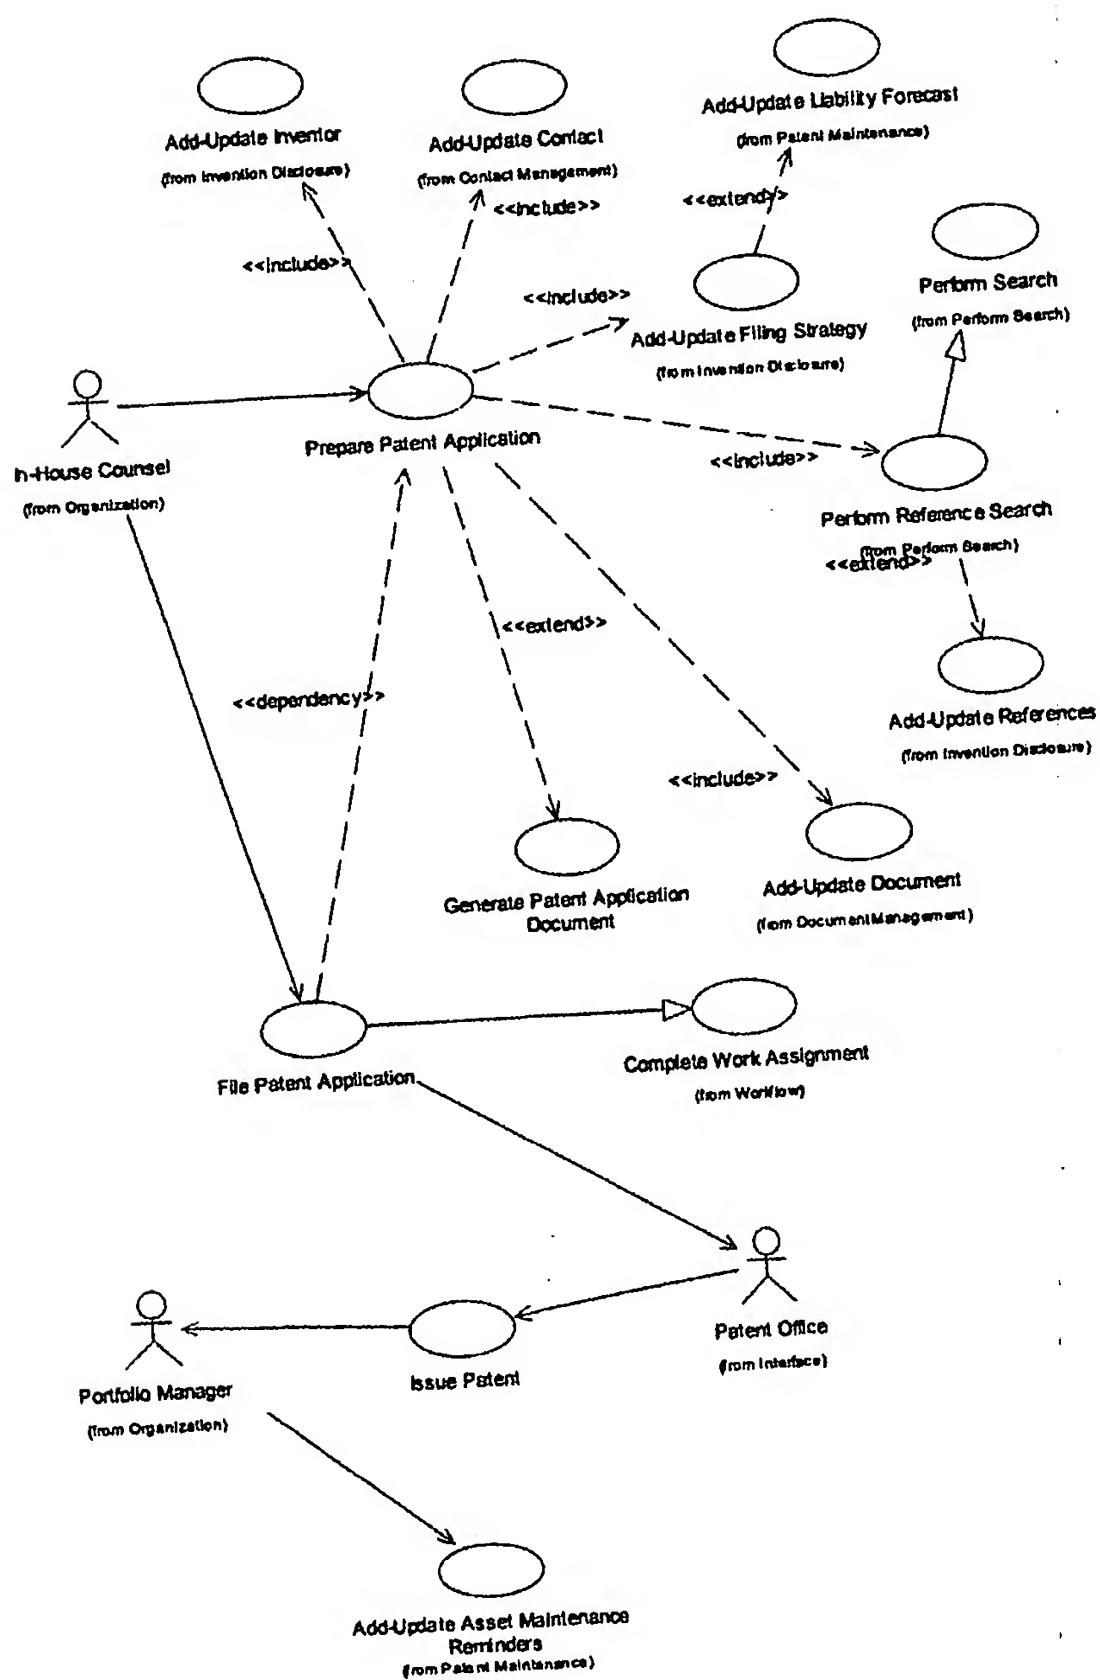 Add-Update Liability Forecast
(from Patent Maintenance)
Add-Update Inventor
(from Invention Disclosure)
Add-Update Contact
(from Contact Management)
<<include>>
<<extend>>
<<include>>
<<include>>
Perform Search
(from Perform Search)
Add-Update Filing Strategy
(from Invention Disclosure)
Prepare Patent Application
<<include>>
In-House Counsel
(from Organization)
Perform Reference Search
(from Perform Search)
<<extend>>
<<extend>>
<<dependency>>
Add-Update References
(from Invention Disclosure)
<<include>>
Generate Patent Application
Document
Add-Update Document
(from Document Management)
Complete Work Assignment
(from Workflow)
File Patent Application
Patent Office
(from Interface)
Issue Patent
Portfolio Manager
(from Organization)
Add-Update Asset Maintenance
Reminders
(from Patent Maintenance)